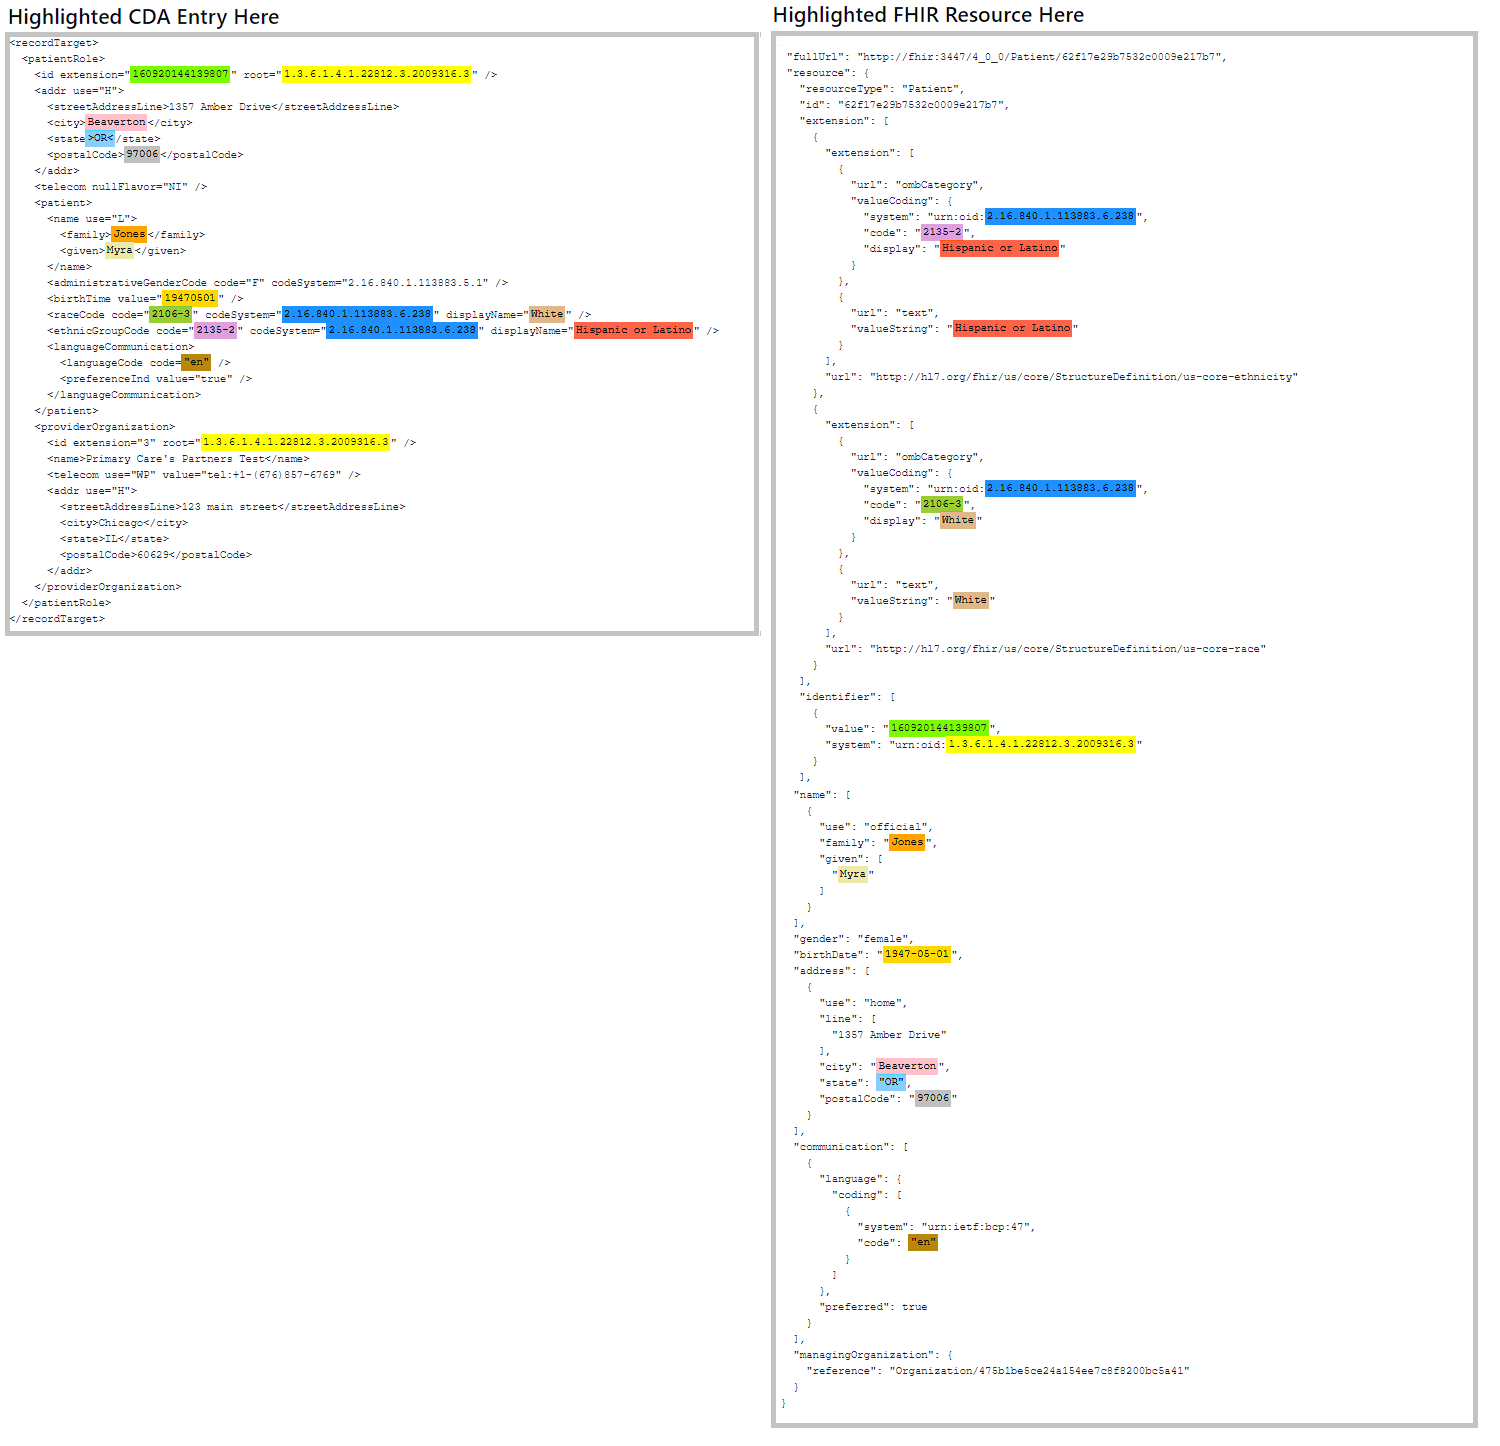 Highlighted CDA Entry Here
<recordTarget>
<patientRole>
<id extension="160920144139807" root="1.3.6.1.4.1.22812.3.2009316.3" />
<addr use="H">
<streetAddressLine>1357 Amber Drive</streetAddressLine>
<city>Beaverton</city>
<state>OR</state>
<postalCode>97006</postalCode>
</addr>
<telecom nullFlavor="NI" />
<patient>
<name use="L">
<family>Jones</family>
<given>Myra</given>
</name>
<administrativeGenderCode code="F" codeSystem="2.16.840.1.113883.5.1" />
<birthTime value="19470501" />
<raceCode code="2106-3" codeSystem="2.16.840.1.113883.6.238" displayName="White" />
<ethnicGroupCode code="2135-2" codeSystem="2.16.840.1.113883.6.238" displayName="Hispanic or Latino" />
<languageCommunication>
<languageCode code="en" />
<preferenceInd value="true" />
</languageCommunication>
</patient>
<providerOrganization>
<id extension="3" root="1.3.6.1.4.1.22812.3.2009316.3" />
<name>Primary Care's Partners Test</name>
<telecom use="WP" value="tel:+1-(676)857-6769" />
<addr use="H">
<streetAddressLine>123 main street</streetAddressLine>
<city>Chicago</city>
<state>IL</state>
<postalCode>60629</postalCode>
</addr>
</providerOrganization>
</patientRole>
</recordTarget>
Highlighted FHIR Resource Here
"fullUrl": "http://fhir:3447/4_0_0/Patient/62f17e29b7532c0009e217b7",
"resource": {
"resourceType": "Patient",
"id": "62f17e29b7532c0009e217b7",
"extension": [
{
"extension": [
{
"url": "ombCategory",
"valueCoding": {
"system": "urn:oid:2.16.840.1.113883.6.238",
"code": "2135-2",
"display": "Hispanic or Latino"
}
},
{
"url": "text",
"valueString": "Hispanic or Latino"
}
],
"url": "http://hl7.org/fhir/us/core/StructureDefinition/us-core-ethnicity"
},
{
"extension": [
{
"url": "ombCategory",
"valueCoding": {
"system": "urn:oid:2.16.840.1.113883.6.238",
"code": "2106-3",
"display": "White"
}
},
{
"url": "text",
"valueString": "White"
}
],
"url": "http://hl7.org/fhir/us/core/StructureDefinition/us-core-race"
}
],
"identifier": [
{
"value": "160920144139807",
"system": "urn:oid:1.3.6.1.4.1.22812.3.2009316.3"
}
],
"name": [
{
"use": "official",
"family": "Jones",
"given": [
"Myra"
]
}
],
"gender": "female",
"birthDate": "1947-05-01",
"address": [
{
"use": "home",
"line": [
"1357 Amber Drive"
],
"city": "Beaverton",
"state": "OR",
"postalCode": "97006"
}
],
"communication": [
{
"language": {
"coding": [
{
"system": "urn:ietf:bcp:47",
"code": "en"
}
]
},
"preferred": true
}
],
"managingOrganization": {
"reference": "Organization/475b1be5ce24a154ee7c8f8200bc5a41"
}
}